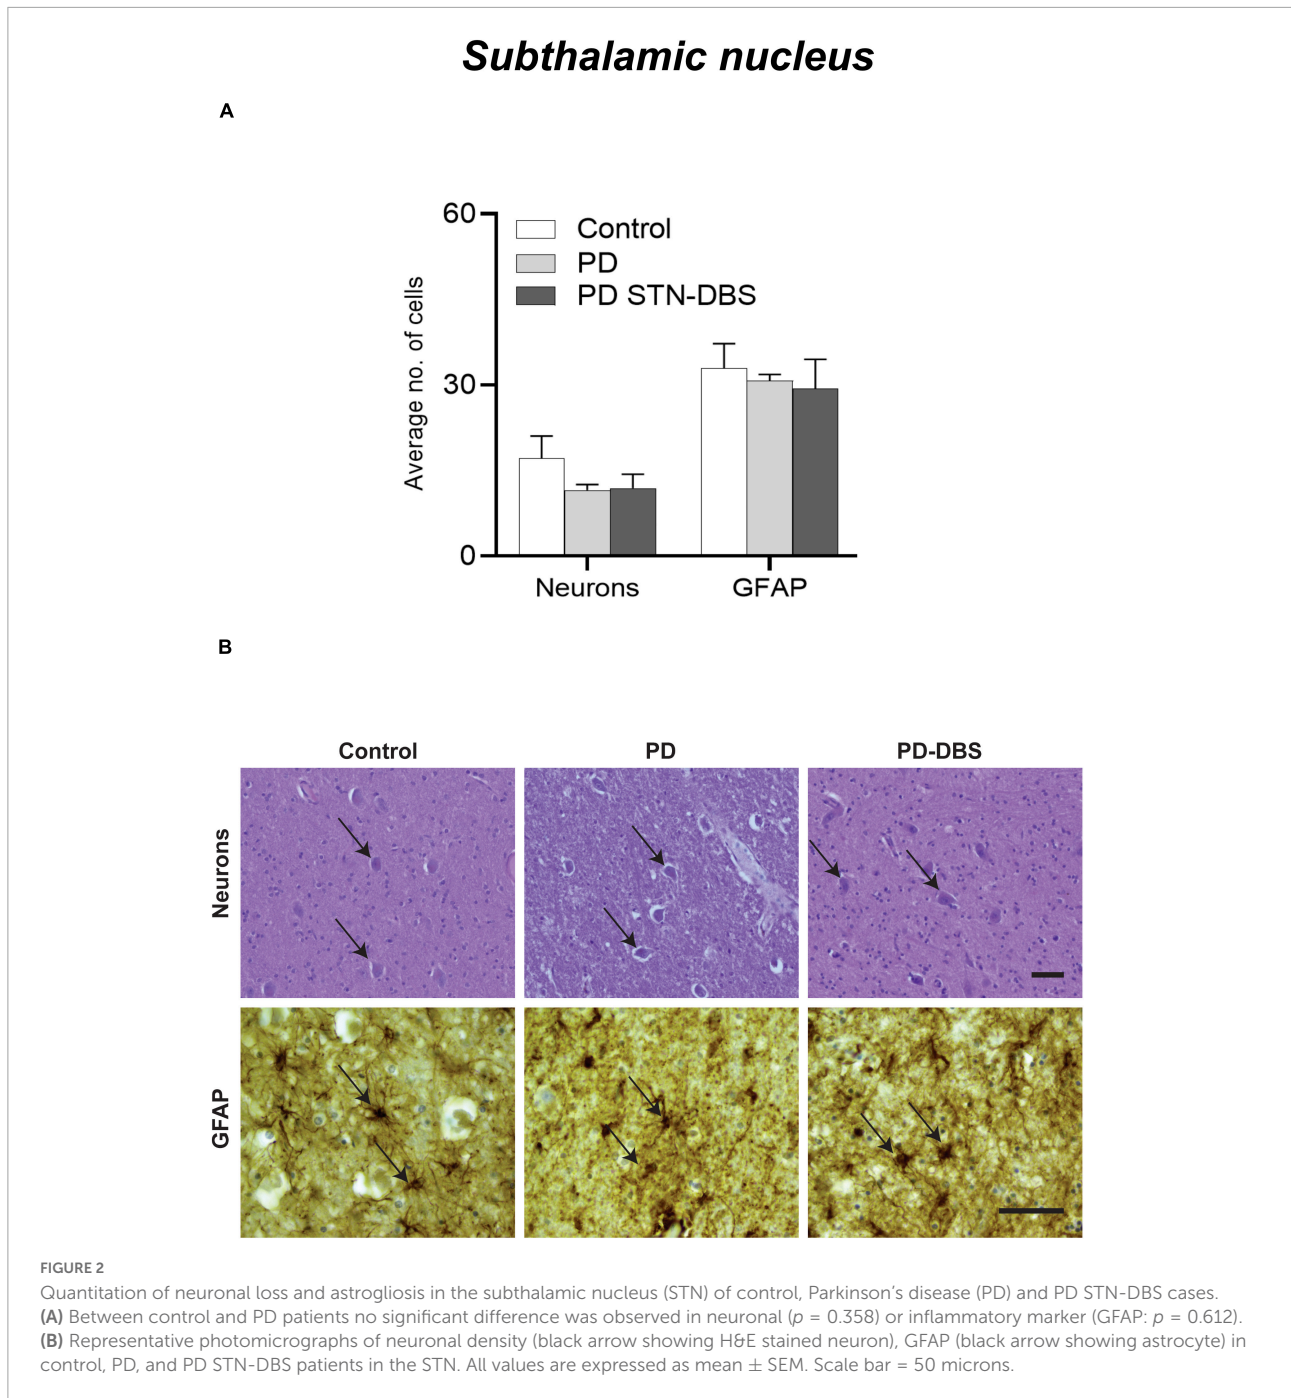 Subthalamic nucleus
A
60
30
0
Average no. of cells
Control
PD
PD STN-DBS
Neurons
GFAP
B
Control
PD
PD-DBS
Neurons
GFAP
FIGURE 2
Quantitation of neuronal loss and astrogliosis in the subthalamic nucleus (STN) of control, Parkinson's disease (PD) and PD STN-DBS cases.
(A) Between control and PD patients no significant difference was observed in neuronal (p = 0.358) or inflammatory marker (GFAP: p = 0.612).
(B) Representative photomicrographs of neuronal density (black arrow showing H&E stained neuron), GFAP (black arrow showing astrocyte) in
control, PD, and PD STN-DBS patients in the STN. All values are expressed as mean ± SEM. Scale bar = 50 microns.